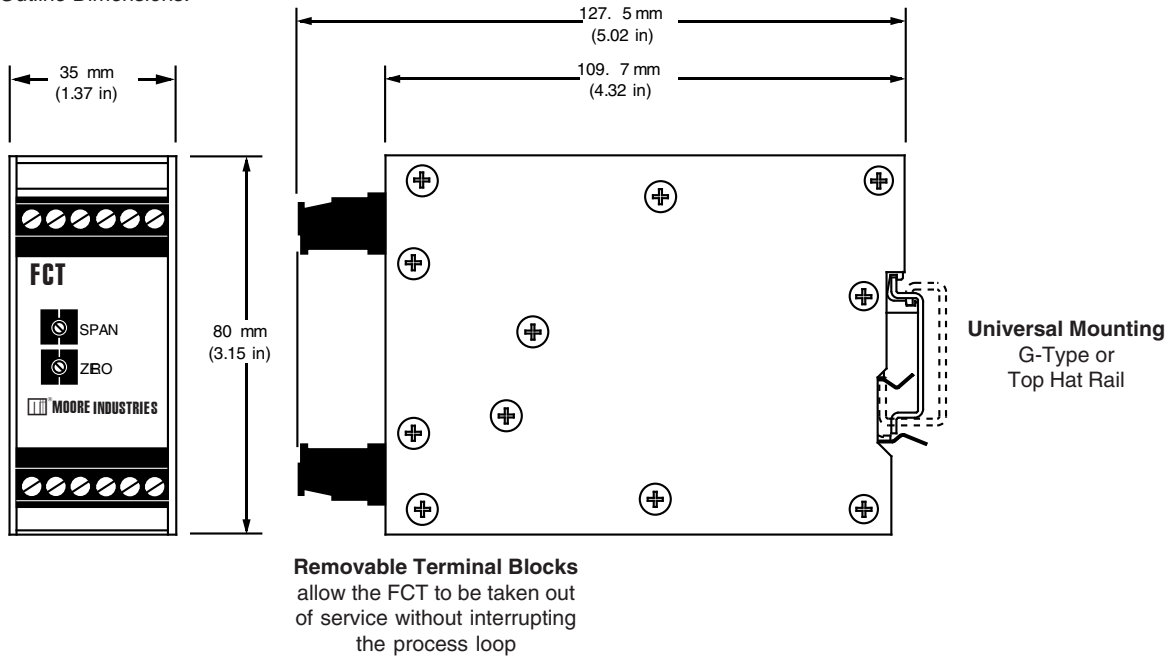 Outline Dimensions:
127. 5 mm
(5.02 in)
109. 7 mm
(4.32 in)
35 mm
(1.37 in)
FCT
SPAN
ZERO
MOORE INDUSTRIES
80 mm
(3.15 in)
Universal Mounting
G-Type or
Top Hat Rail
Removable Terminal Blocks
allow the FCT to be taken out
of service without interrupting
the process loop